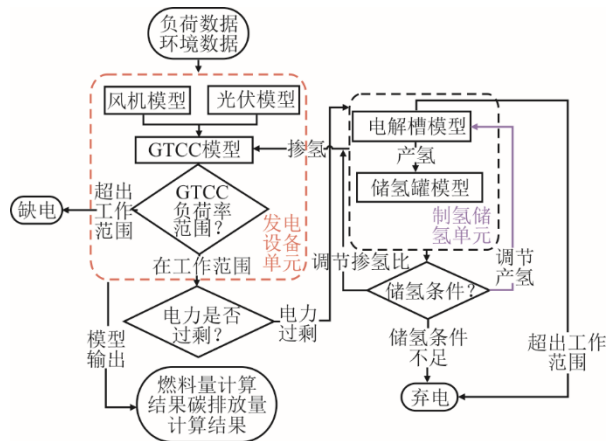 负荷数据
环境数据
风机模型
光伏模型
GTCC模型
掺氢
电解槽模型
产氢
储氢罐模型
超出
工作
范围
GTCC
负荷率
范围?
缺电
发电
设备
单元
制氢储
氢单元
在工作范围
调节掺氢比
调节
产氢
电力是否
过剩?
电力
过剩
储氢条件?
模型
输出
储氢条件
不足
超出工作
范围
燃料量计算
结果碳排放量
计算结果
弃电